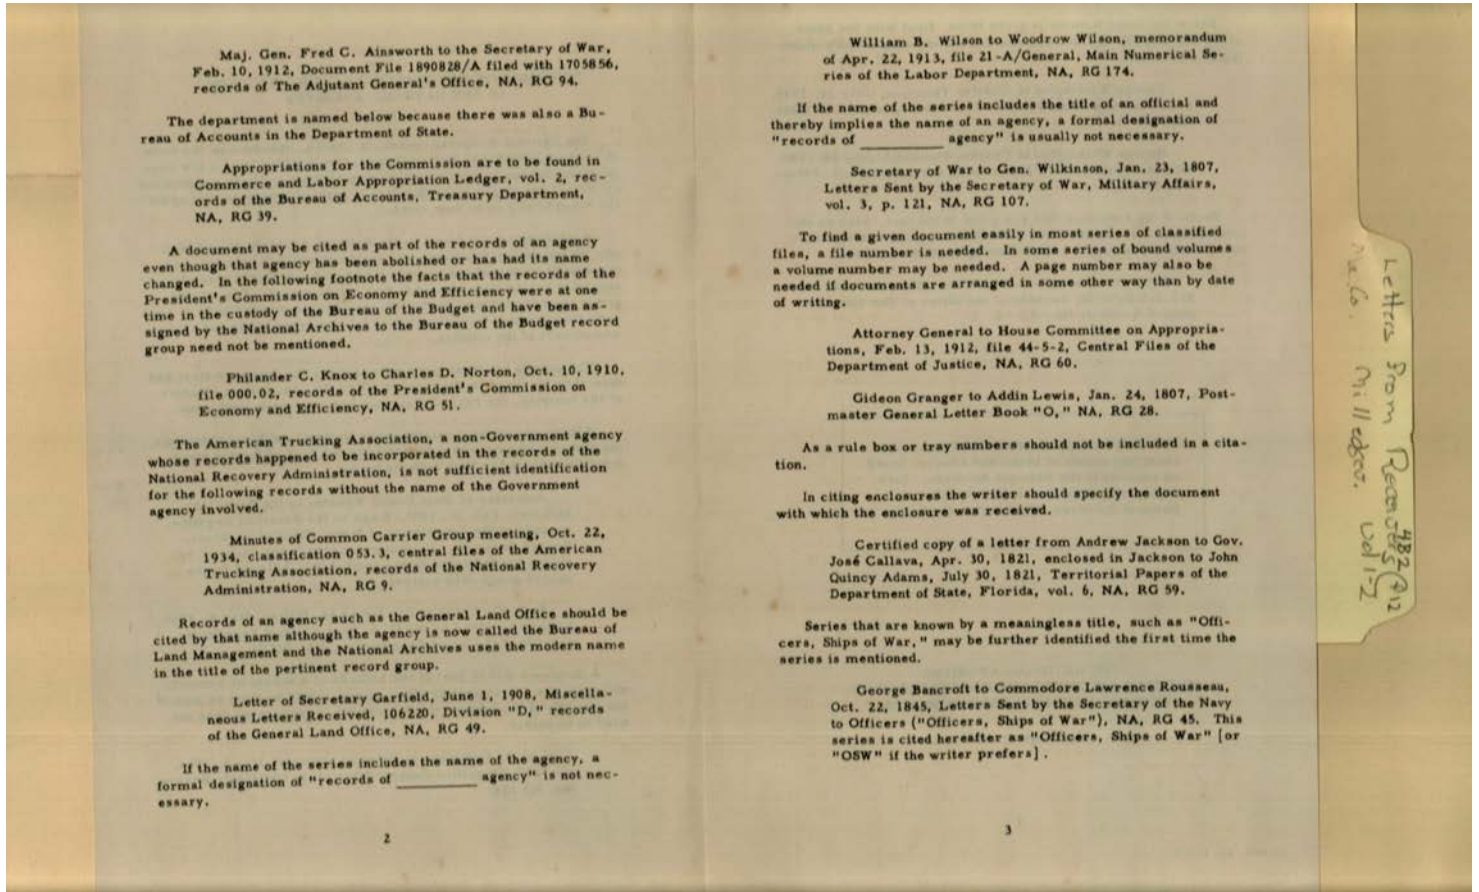 Maj. Gen. Fred C. Ainsworth to the Secretary of War,
Feb. 10, 1912, Document File 1890828/A filed with 1705856,
records of The Adjutant General's Office, NA, RG 94.
The department is named below because there was also a Bu-
reau of Accounts in the Department of State.
Appropriations for the Commission are to be found in
Commerce and Labor Appropriation Ledger, vol. 2, rec-
ords of the Bureau of Accounts, Treasury Department,
NA, RG 39.
A document may be cited as part of the records of an agency
even though that agency has been abolished or has had its name
changed. In the following footnote the facts that the records of the
President's Commission on Economy and Efficiency were at one
time in the custody of the Bureau of the Budget and have been as-
signed by the National Archives to the Bureau of the Budget record
group need not be mentioned.
Philander C. Knox to Charles D. Norton, Oct. 10, 1910,
file 000.02, records of the President's Commission on
Economy and Efficiency, NA, RG 51.
The American Trucking Association, a non-Government agency
whose records happened to be incorporated in the records of the
National Recovery Administration, is not sufficient identification
for the following records without the name of the Government
agency involved.
Minutes of Common Carrier Group meeting, Oct. 22,
1934, classification 053.3, central files of the American
Trucking Association, records of the National Recovery
Administration, NA, RG 9.
Records of an agency such as the General Land Office should be
cited by that name although the agency is now called the Bureau of
Land Management and the National Archives uses the modern name
in the title of the pertinent record group.
Letter of Secretary Garfield, June 1, 1908, Miscella-
neous Letters Received, 106220, Division "D," records
of the General Land Office, NA, RG 49.
If the name of the series includes the name of the agency, a
formal designation of "records of __________ agency" is not nec-
essary.
2
William B. Wilson to Woodrow Wilson, memorandum
of Apr. 22, 1913, file 21-A/General, Main Numerical Se-
ries of the Labor Department, NA, RG 174.
If the name of the series includes the title of an official and
thereby implies the name of an agency, a formal designation of
"records of __________ agency" is usually not necessary.
Secretary of War to Gen. Wilkinson, Jan. 23, 1807,
Letters Sent by the Secretary of War, Military Affairs,
vol. 3, p. 121, NA, RG 107.
To find a given document easily in most series of classified
files, a file number is needed. In some series of bound volumes
a volume number may be needed. A page number may also be
needed if documents are arranged in some other way than by date
of writing.
Attorney General to House Committee on Appropria-
tions, Feb. 13, 1912, file 44-5-2, Central Files of the
Department of Justice, NA, RG 60.
Gideon Granger to Addin Lewis, Jan. 24, 1807, Post-
master General Letter Book "O," NA, RG 28.
As a rule box or tray numbers should not be included in a cita-
tion.
In citing enclosures the writer should specify the document
with which the enclosure was received.
Certified copy of a letter from Andrew Jackson to Gov.
José Callava, Apr. 30, 1821, enclosed in Jackson to John
Quincy Adams, July 30, 1821, Territorial Papers of the
Department of State, Florida, vol. 6, NA, RG 59.
Series that are known by a meaningless title, such as "Offi-
cers, Ships of War," may be further identified the first time the
series is mentioned.
George Bancroft to Commodore Lawrence Rousseau,
Oct. 22, 1845, Letters Sent by the Secretary of the Navy
to Officers ("Officers, Ships of War"), NA, RG 45. This
series is cited hereafter as "Officers, Ships of War" [or
"OSW" if the writer prefers].
3
Letters From Receivers
482